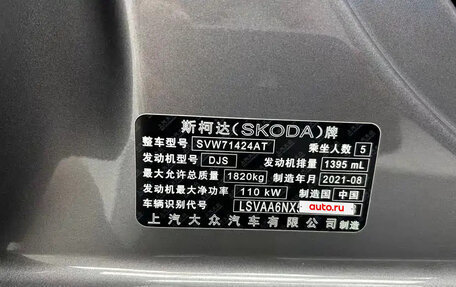 斯柯达(SKODA)牌
整车型号 SVW71424AT 乘坐人数 5
发动机型号 DJS 发动机排量 1395 mL
最大允许总质量 1820kg 制造年月 2021-08
发动机最大净功率 110 kW 制造国 中国
车辆识别代号 LSVAA6NX auto.ru
上汽大众汽车有限公司 制造